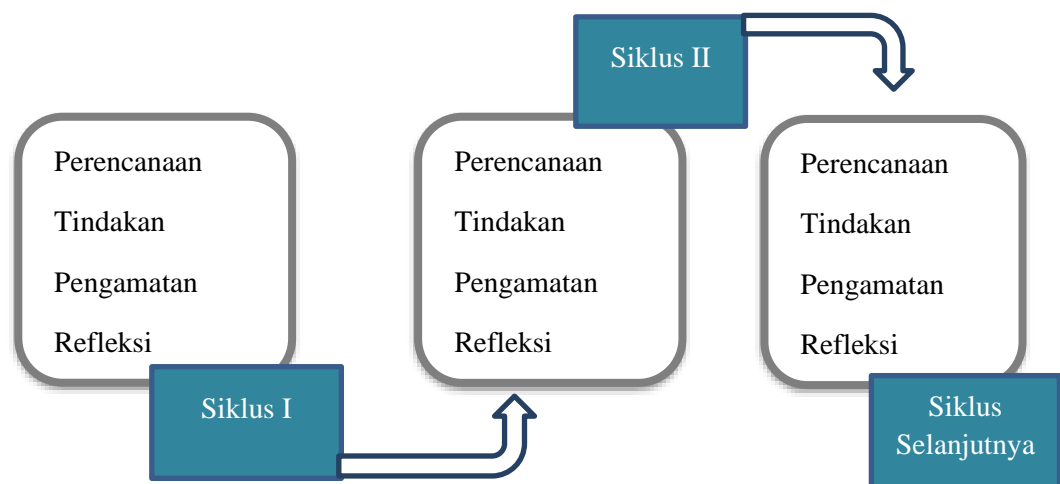 Perencanaan
Tindakan
Pengamatan
Refleksi
Siklus I
Siklus II
Perencanaan
Tindakan
Pengamatan
Refleksi
Perencanaan
Tindakan
Pengamatan
Refleksi
Siklus
Selanjutnya